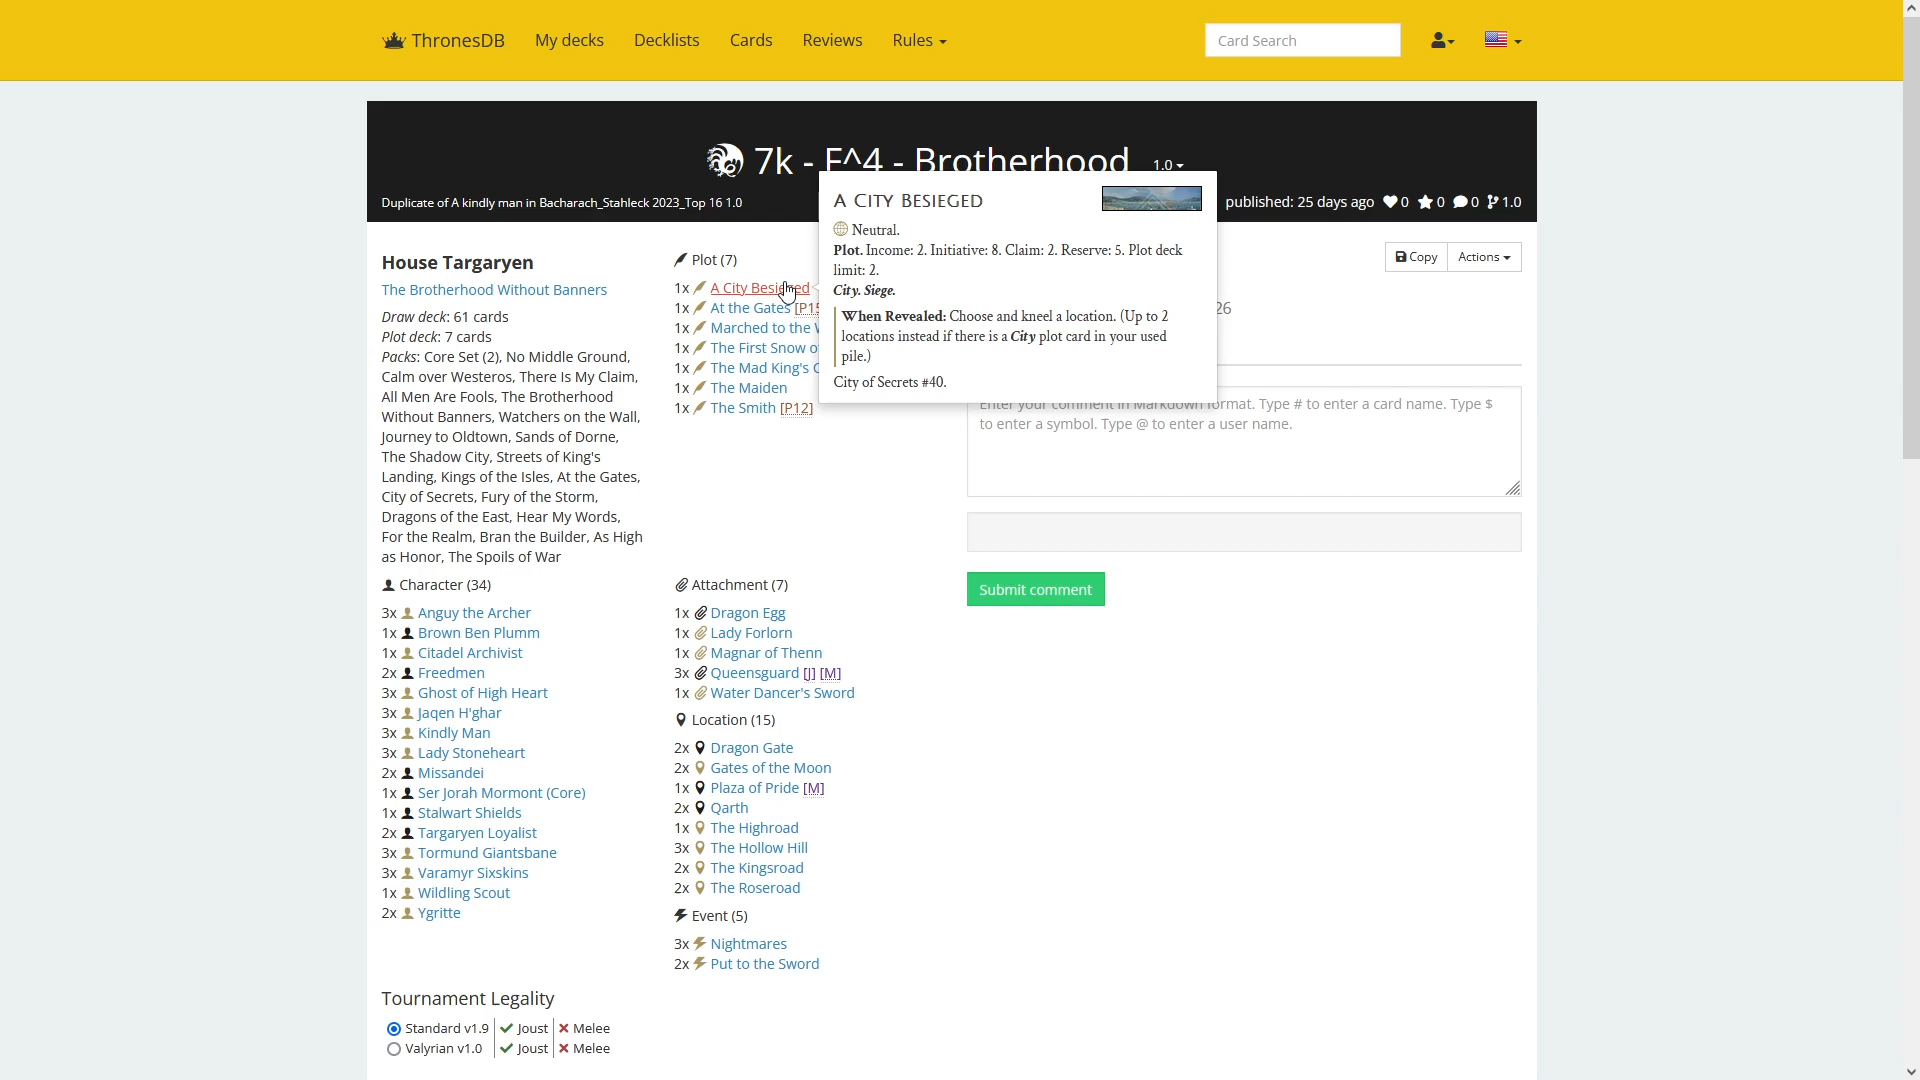 ThronesDB My decks Decklists Cards Reviews Rules Card Search
7k - F^4 - Brotherhood 1.0
Duplicate of A kindly man in Bacharach_Stahleck 2023_Top 16 1.0
published: 25 days ago 0 0 0 1.0
A City Besieged
Neutral.
Plot. Income: 2. Initiative: 8. Claim: 2. Reserve: 5. Plot deck
limit: 2.
City. Siege.
When Revealed: Choose and kneel a location. (Up to 2
locations instead if there is a City plot card in your used
pile.)
City of Secrets #40.
Copy Actions
26
House Targaryen
The Brotherhood Without Banners
Draw deck: 61 cards
Plot deck: 7 cards
Packs: Core Set (2), No Middle Ground,
Calm over Westeros, There Is My Claim,
All Men Are Fools, The Brotherhood
Without Banners, Watchers on the Wall,
Journey to Oldtown, Sands of Dorne,
The Shadow City, Streets of King's
Landing, Kings of the Isles, At the Gates,
City of Secrets, Fury of the Storm,
Dragons of the East, Hear My Words,
For the Realm, Bran the Builder, As High
as Honor, The Spoils of War
Plot (7)
1x A City Besieged
1x At the Gates [P15
1x Marched to the
1x The First Snow o
1x The Mad King's C
1x The Maiden
1x The Smith [P12]
Enter your comment in Markdown format. Type # to enter a card name. Type $
to enter a symbol. Type @ to enter a user name.
Submit comment
Character (34)
3x Anguy the Archer
1x Brown Ben Plumm
1x Citadel Archivist
2x Freedmen
3x Ghost of High Heart
3x Jaqen H'ghar
3x Kindly Man
3x Lady Stoneheart
2x Missandei
1x Ser Jorah Mormont (Core)
1x Stalwart Shields
2x Targaryen Loyalist
3x Tormund Giantsbane
3x Varamyr Sixskins
1x Wildling Scout
2x Ygritte
Attachment (7)
1x Dragon Egg
1x Lady Forlorn
1x Magnar of Thenn
3x Queensguard [J] [M]
1x Water Dancer's Sword
Location (15)
2x Dragon Gate
2x Gates of the Moon
1x Plaza of Pride [M]
2x Qarth
1x The Highroad
3x The Hollow Hill
2x The Kingsroad
2x The Roseroad
Event (5)
3x Nightmares
2x Put to the Sword
Tournament Legality
Standard v1.9 Joust Melee
Valyrian v1.0 Joust Melee